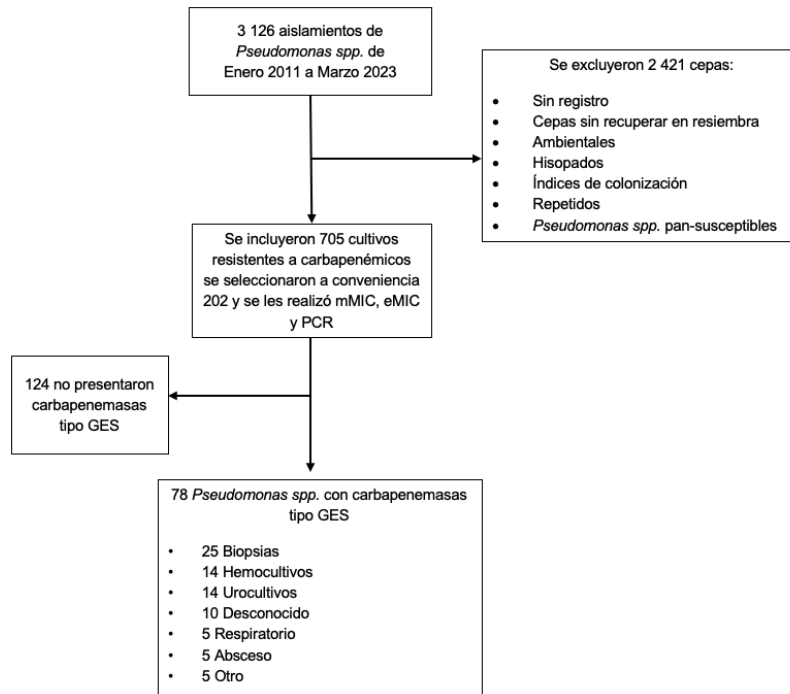 3 126 aislamientos de
Pseudomonas spp. de
Enero 2011 a Marzo 2023
Se excluyeron 2 421 cepas:
• Sin registro
• Cepas sin recuperar en resiembra
• Ambientales
• Hisopados
• Índices de colonización
• Repetidos
• Pseudomonas spp. pan-susceptibles
Se incluyeron 705 cultivos
resistentes a carbapenémicos
se seleccionaron a conveniencia
202 y se les realizó mMIC, eMIC
y PCR
124 no presentaron
carbapenemasas
tipo GES
78 Pseudomonas spp. con carbapenemasas
tipo GES
• 25 Biopsias
• 14 Hemocultivos
• 14 Urocultivos
• 10 Desconocido
• 5 Respiratorio
• 5 Absceso
• 5 Otro